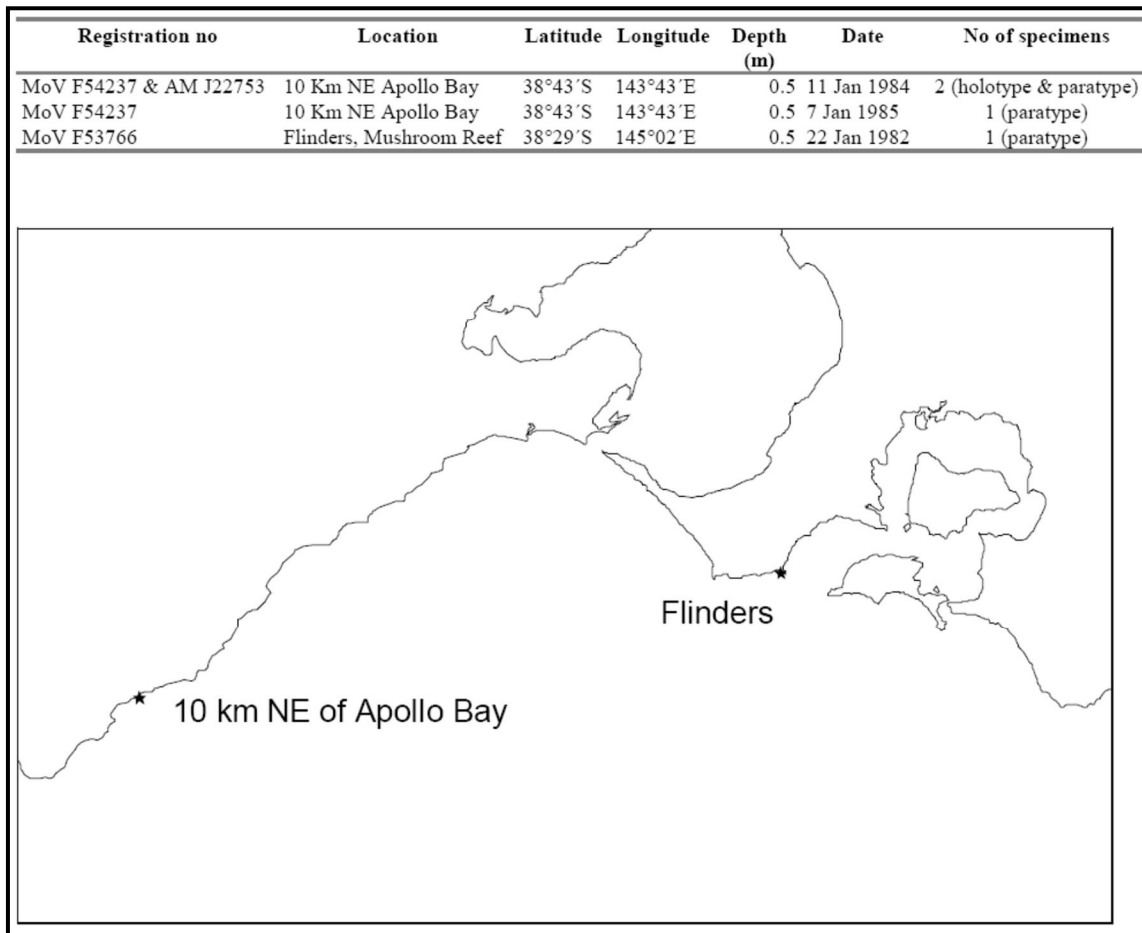 Registration no Location Latitude Longitude Depth (m) Date No of specimens
MoV F54237 & AM J22753 10 Km NE Apollo Bay 38°43´S 143°43´E 0.5 11 Jan 1984 2 (holotype & paratype)
MoV F54237 10 Km NE Apollo Bay 38°43´S 143°43´E 0.5 7 Jan 1985 1 (paratype)
MoV F53766 Flinders, Mushroom Reef 38°29´S 145°02´E 0.5 22 Jan 1982 1 (paratype)
Flinders
10 km NE of Apollo Bay